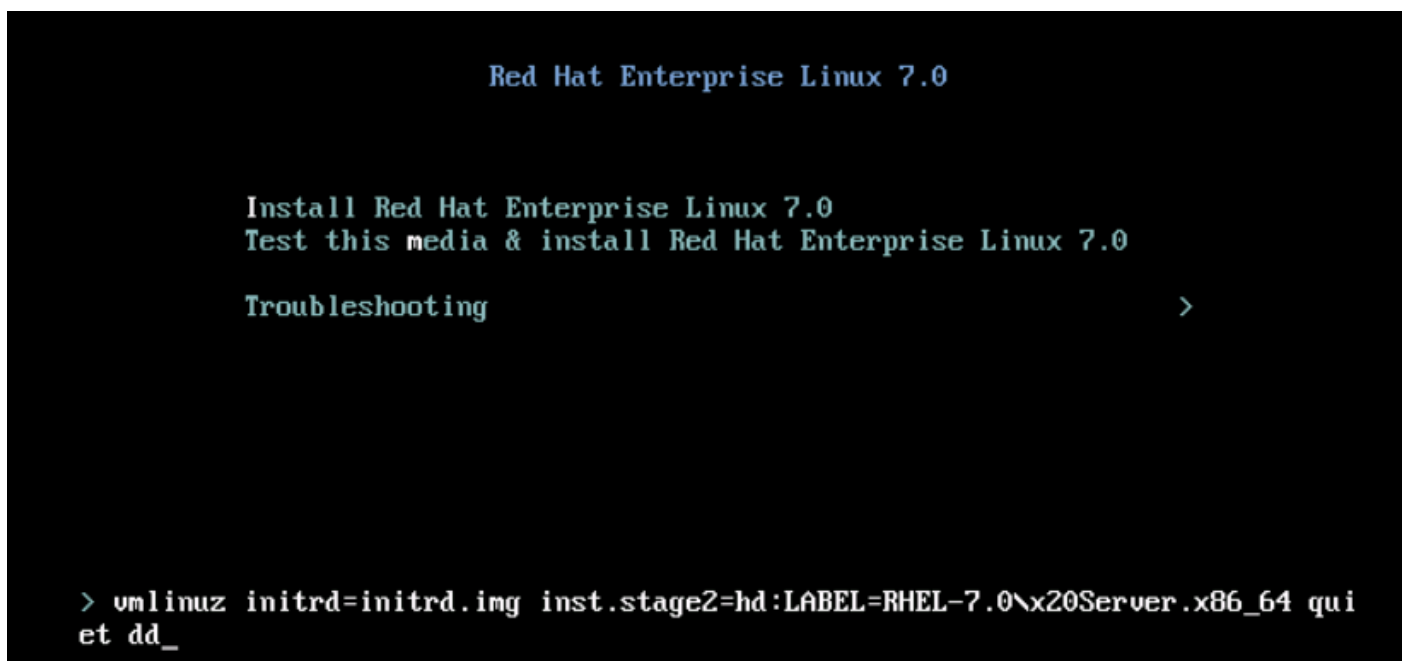 Red Hat Enterprise Linux 7.0
Install Red Hat Enterprise Linux 7.0
Test this media & install Red Hat Enterprise Linux 7.0
Troubleshooting >
> vmlinuz initrd=initrd.img inst.stage2=hd:LABEL=RHEL-7.0\x20Server.x86_64 qui
et dd_